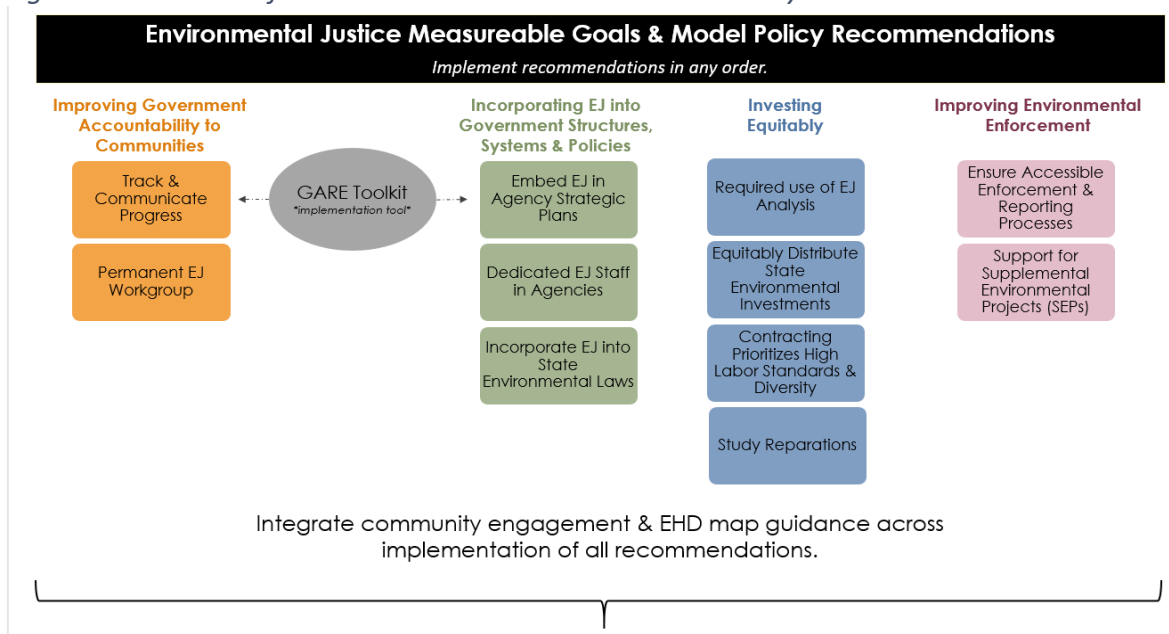 Environmental Justice Measureable Goals & Model Policy Recommendations
Implement recommendations in any order.
Improving Government
Accountability to
Communities
Track &
Communicate
Progress
Permanent EJ
Workgroup
GARE Toolkit
*implementation tool*
Incorporating EJ into
Government Structures,
Systems & Policies
Embed EJ in
Agency Strategic
Plans
Dedicated EJ Staff
in Agencies
Incorporate EJ into
State
Environmental Laws
Investing
Equitably
Required use of EJ
Analysis
Equitably Distribute
State
Environmental
Investments
Contracting
Prioritizes High
Labor Standards &
Diversity
Study Reparations
Improving Environmental
Enforcement
Ensure Accessible
Enforcement &
Reporting
Processes
Support for
Supplemental
Environmental
Projects (SEPs)
Integrate community engagement & EHD map guidance across
implementation of all recommendations.